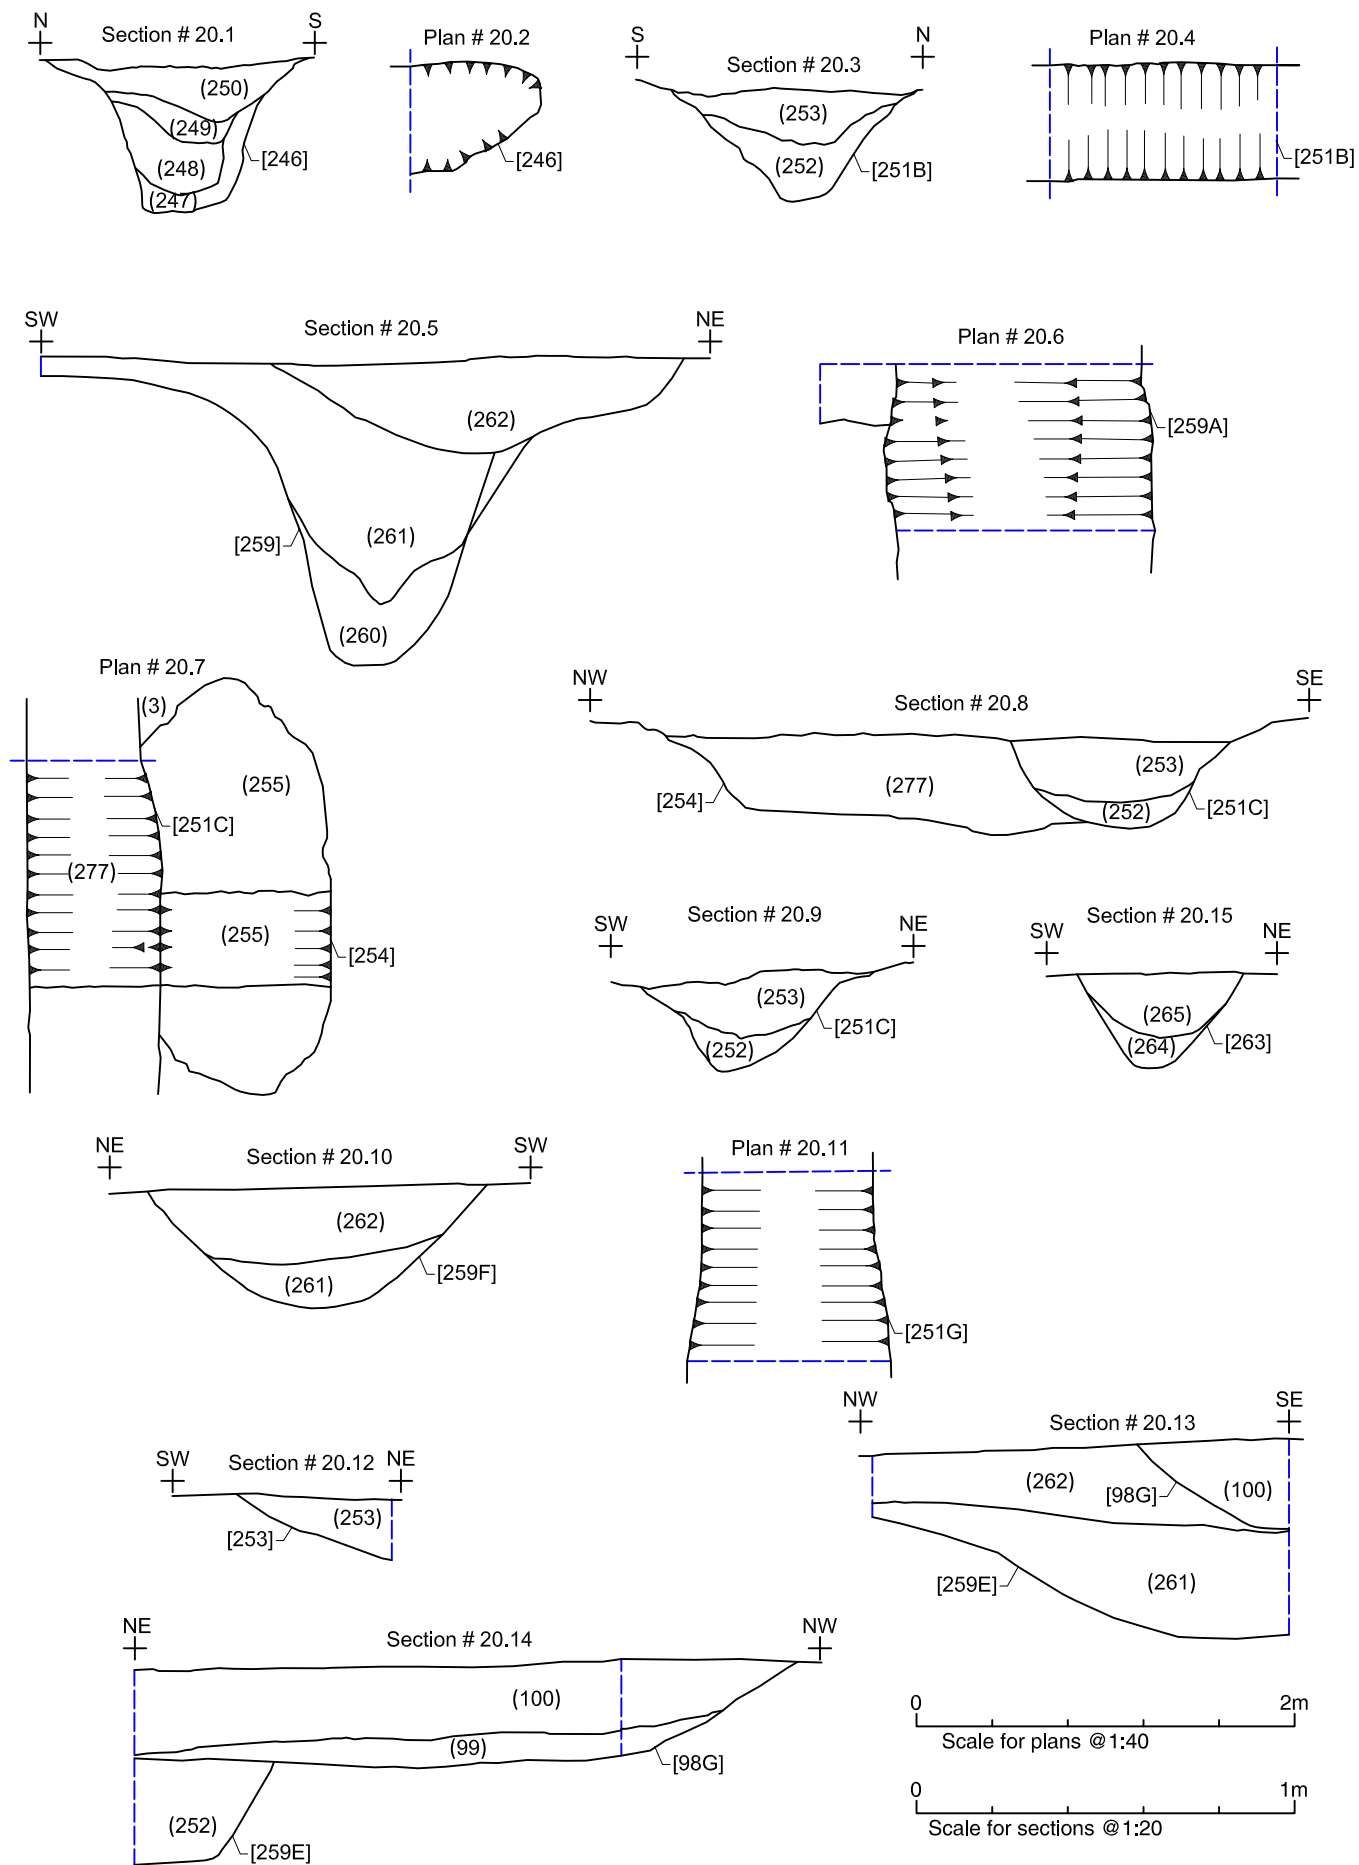 N
Section # 20.1
S
(250)
(249)
(248)
(247)
[246]
Plan # 20.2
[246]
S
Section # 20.3
N
(253)
(252)
[251B]
Plan # 20.4
[251B]
SW
Section # 20.5
NE
(262)
(261)
[259]
(260)
Plan # 20.6
[259A]
Plan # 20.7
(3)
(255)
[251C]
(277)
(255)
[254]
NW
Section # 20.8
SE
(253)
(277)
[254]
(252)
[251C]
SW
Section # 20.9
NE
(253)
[251C]
(252)
Section # 20.15
SW
NE
(265)
(264)
[263]
NE
Section # 20.10
SW
(262)
(261)
[259F]
Plan # 20.11
[251G]
SW
Section # 20.12
NE
(253)
[253]
NW
Section # 20.13
SE
(262)
[98G]
(100)
[259E]
(261)
NE
Section # 20.14
NW
(100)
(99)
[98G]
(252)
[259E]
0
2m
Scale for plans @1:40
0
1m
Scale for sections @1:20